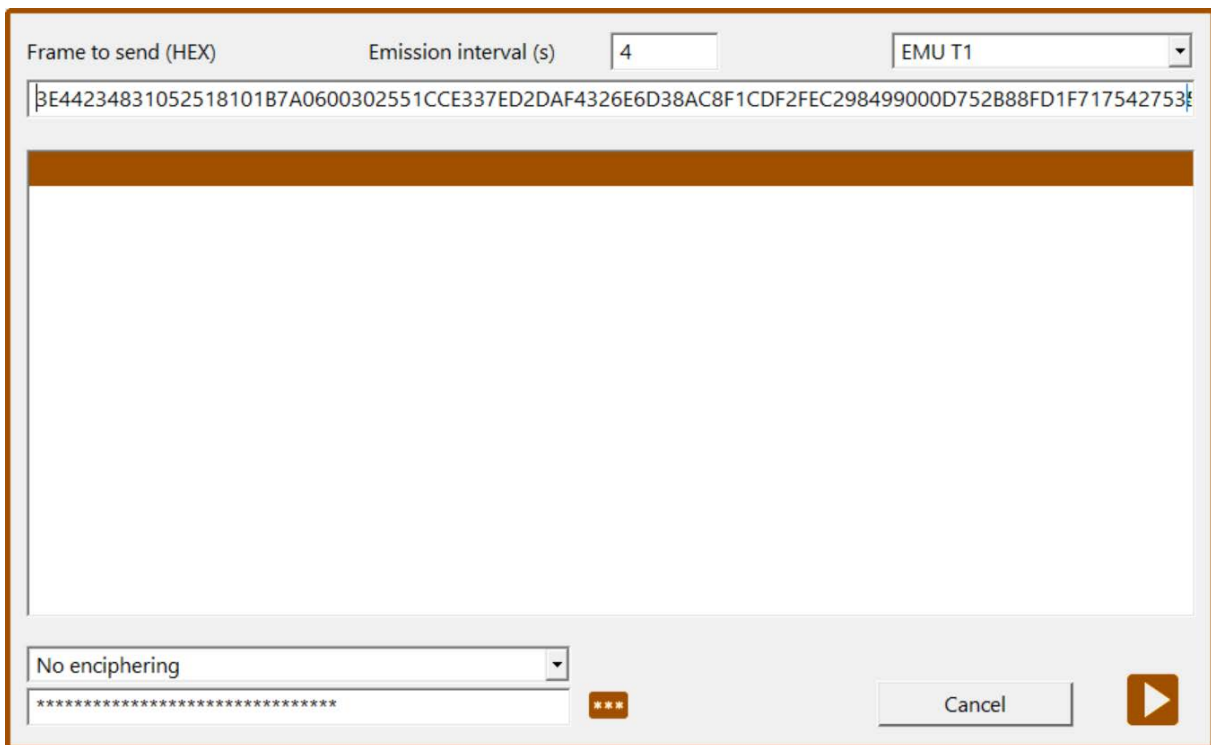 Frame to send (HEX) Emission interval (s) 4 EMU T1
3E44234831052518101B7A0600302551CCE337ED2DAF4326E6D38AC8F1CDF2FEC298499000D752B88FD1F717542753
No enciphering
********************************
*** Cancel